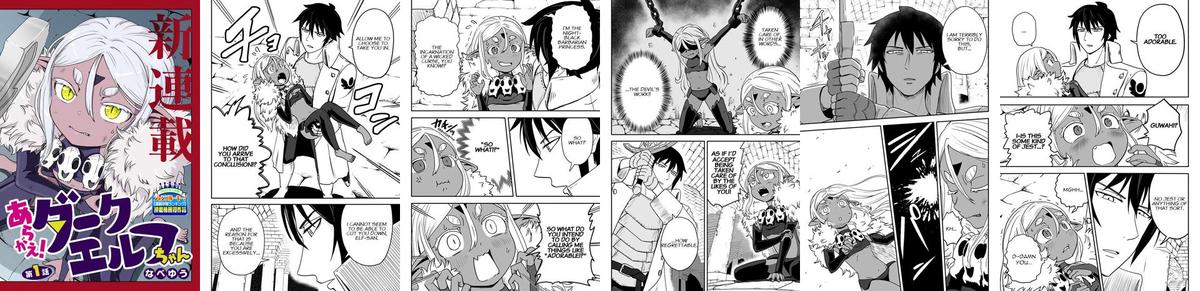 新連載
あらがえ!
ダーク
エルフちゃん
第1話
なべゆう
チョ
コン
ALLOW ME TO
CHOOSE TO
TAKE YOU IN.
HOW DID
YOU ARRIVE
TO THAT
CONCLUSION!?
I CANNOT SEEM
TO BE ABLE TO
CUT YOU DOWN,
ELF-SAN.
AND THE
REASON FOR
THAT IS
BECAUSE YOU
ARE
EXCESSIVELY...
I'M THE
NIGHT-
BLACK
BARBARIAN
PRINCESS.
THE
INCARNATION
OF A WICKED
CURSE, YOU
KNOW!?
SO
WHAT?
"SO
WHAT!?"
SO WHAT DO
YOU INTEND
TO DO BY
CALLING ME
THINGS LIKE
"ADORABLE!?"
TAKEN
CARE OF,
IN OTHER
WORDS...
...THE DEVIL'S
WORK!!
AS IF I'D
ACCEPT
BEING
TAKEN
CARE OF
BY THE
LIKES OF
YOU!
...HOW
REGRETTABLE.
I AM TERRIBLY
SORRY TO DO
THIS,
BUT...
KH...
TOO
ADORABLE.
...
GUWAH!!
I-IS THIS
SOME KIND
OF JEST...?
NO JEST OR
ANYTHING OF
THAT SORT.
MGHH...
D-DAMN
YOU...